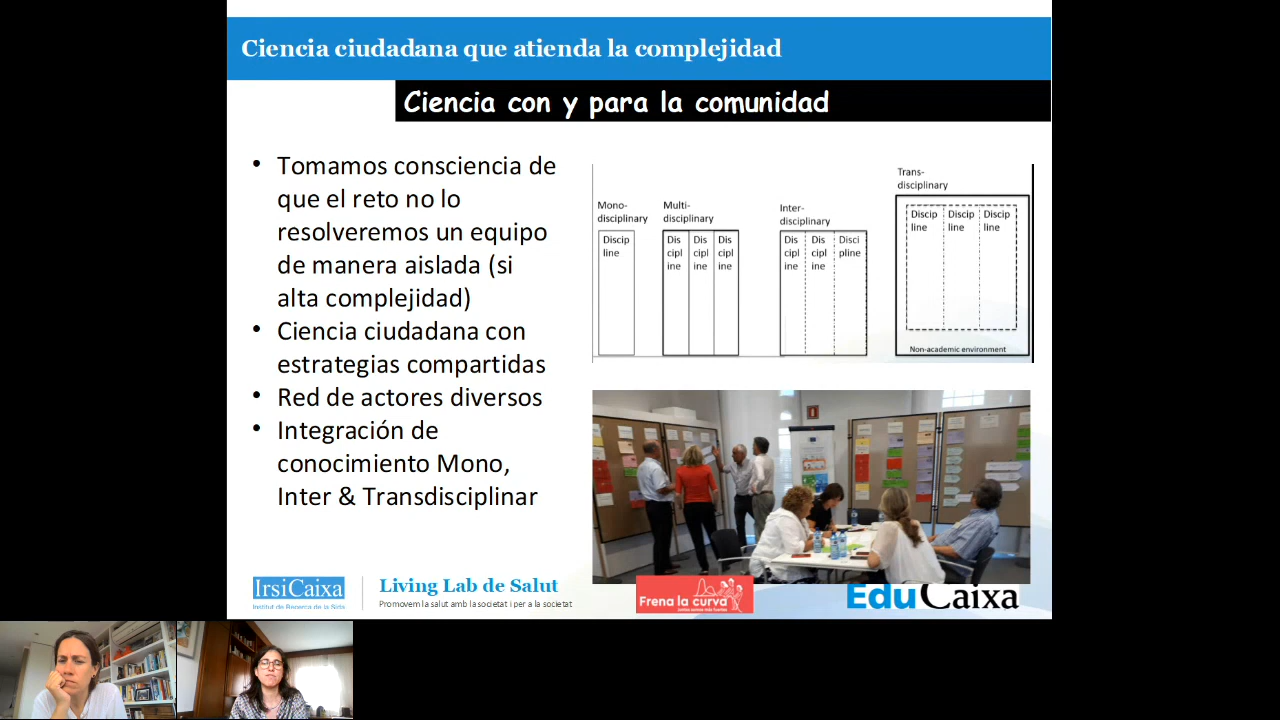 Ciencia ciudadana que atienda la complejidad
Ciencia con y para la comunidad
• Tomamos consciencia de
que el reto no lo
resolveremos un equipo
de manera aislada (si
alta complejidad)
• Ciencia ciudadana con
estrategias compartidas
• Red de actores diversos
• Integración de
conocimiento Mono,
Inter & Transdisciplinar
Mono-
disciplinary
Discip
line
Multi-
disciplinary
Dis
cipl
ine
Dis
cipl
ine
Dis
cipl
ine
Inter-
disciplinary
Dis
cipl
ine
Dis
cipl
ine
Disci
pline
Trans-
disciplinary
Discip
line
Discip
line
Discip
line
Non-academic environment
IrsiCaixa
Institut de Recerca de la Sida
Living Lab de Salut
Promovem la salut amb la societat i per a la societat
Frena la curva
EduCaixa